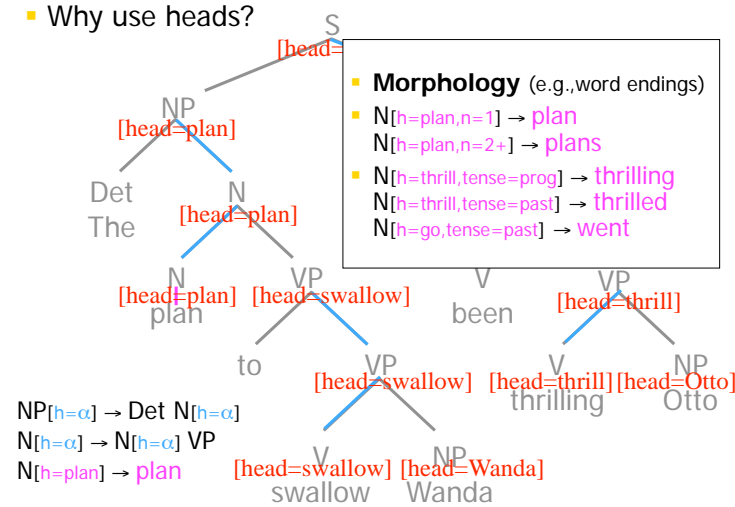 Why use heads?
S
[head=
Morphology (e.g.,word endings)
N[h=plan,n=1] → plan
N[h=plan,n=2+] → plans
N[h=thrill,tense=prog] → thrilling
N[h=thrill,tense=past] → thrilled
N[h=go,tense=past] → went
NP
[head=plan]
Det
The
N
[head=plan]
N
[head=plan]
plan
VP
[head=swallow]
V
been
VP
[head=thrill]
to
VP
[head=swallow]
V
[head=thrill]
thrilling
NP
[head=Otto]
Otto
NP[h=α] → Det N[h=α]
N[h=α] → N[h=α] VP
N[h=plan] → plan
V
[head=swallow]
swallow
NP
[head=Wanda]
Wanda